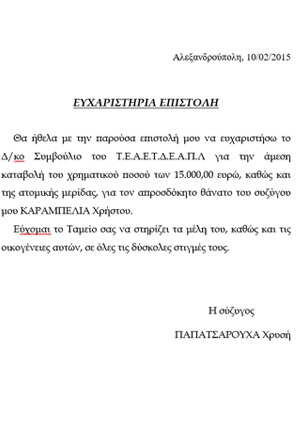 Αλεξανδρούπολη, 10/02/2015
ΕΥΧΑΡΙΣΤΗΡΙΑ ΕΠΙΣΤΟΛΗ
Θα ήθελα με την παρούσα επιστολή μου να ευχαριστήσω το
Δ/κο Συμβούλιο του Τ.Ε.Α.Ε.Τ.Δ.Ε.Α.Π.Λ για την άμεση
καταβολή του χρηματικού ποσού των 15.000,00 ευρώ, καθώς και
της ατομικής μερίδας, για τον απροσδόκητο θάνατο του συζύγου
μου ΚΑΡΑΜΠΕΛΙΑ Χρήστου.
Εύχομαι το Ταμείο σας να στηρίζει τα μέλη του, καθώς και τις
οικογένειες αυτών, σε όλες τις δύσκολες στιγμές τους.
Η σύζυγος
ΠΑΠΑΤΣΑΡΟΥΧΑ Χρυσή